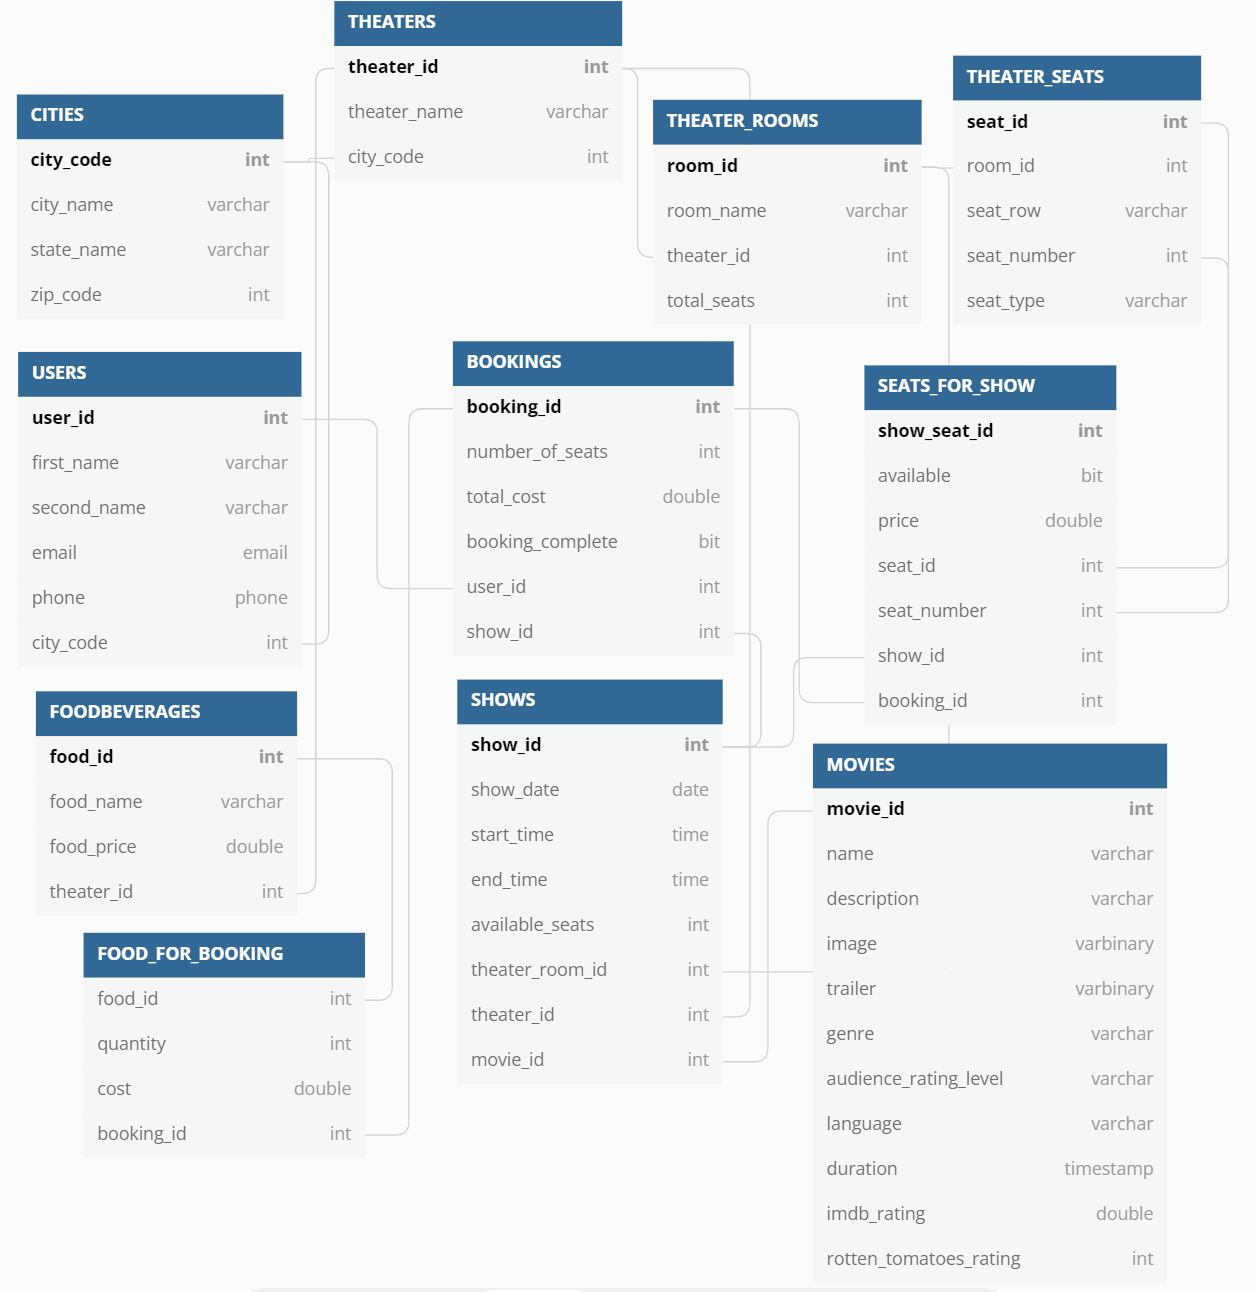 THEATERS
theater_id int
theater_name varchar
city_code int
CITIES
city_code int
city_name varchar
state_name varchar
zip_code int
THEATER_ROOMS
room_id int
room_name varchar
theater_id int
total_seats int
THEATER_SEATS
seat_id int
room_id int
seat_row varchar
seat_number int
seat_type varchar
USERS
user_id int
first_name varchar
second_name varchar
email email
phone phone
city_code int
BOOKINGS
booking_id int
number_of_seats int
total_cost double
booking_complete bit
user_id int
show_id int
SEATS_FOR_SHOW
show_seat_id int
available bit
price double
seat_id int
seat_number int
show_id int
booking_id int
FOODBEVERAGES
food_id int
food_name varchar
food_price double
theater_id int
SHOWS
show_id int
show_date date
start_time time
end_time time
available_seats int
theater_room_id int
theater_id int
movie_id int
MOVIES
movie_id int
name varchar
description varchar
image varbinary
trailer varbinary
genre varchar
audience_rating_level varchar
language varchar
duration timestamp
imdb_rating double
rotten_tomatoes_rating int
FOOD_FOR_BOOKING
food_id int
quantity int
cost double
booking_id int